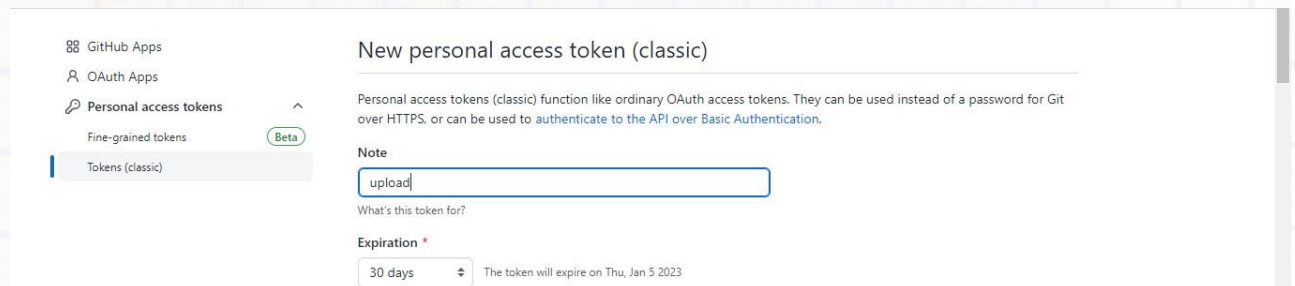 GitHub Apps
OAuth Apps
Personal access tokens
Fine-grained tokens
Beta
Tokens (classic)
New personal access token (classic)
Personal access tokens (classic) function like ordinary OAuth access tokens. They can be used instead of a password for Git
over HTTPS, or can be used to authenticate to the API over Basic Authentication.
Note
upload
What's this token for?
Expiration *
30 days
The token will expire on Thu, Jan 5 2023